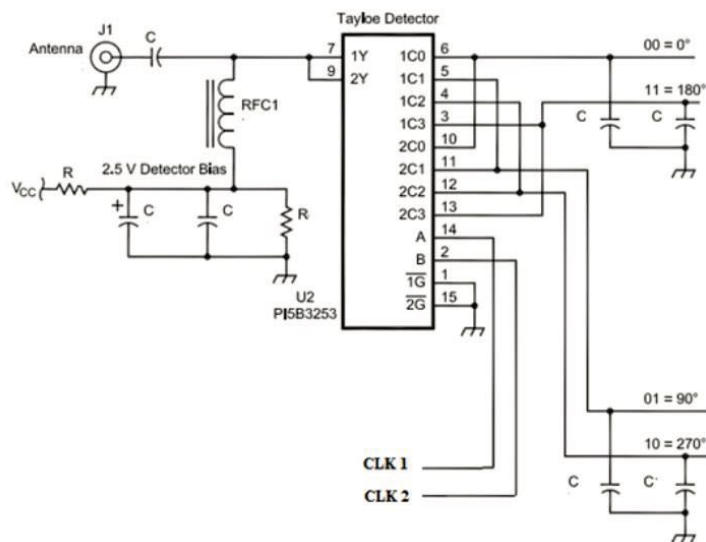 Tayloe Detector
J1
Antenna
C
7 1Y
9 2Y
1C0 6
1C1 5
1C2 4
1C3 3
2C0 10
2C1 11
2C2 12
2C3 13
A 14
B 2
1G 1
2G 15
00 = 0°
11 = 180°
C
C
RFC1
2.5 V Detector Bias
R
VCC
+
C
C
R
U2
PI5B3253
01 = 90°
10 = 270°
CLK 1
CLK 2
C
C